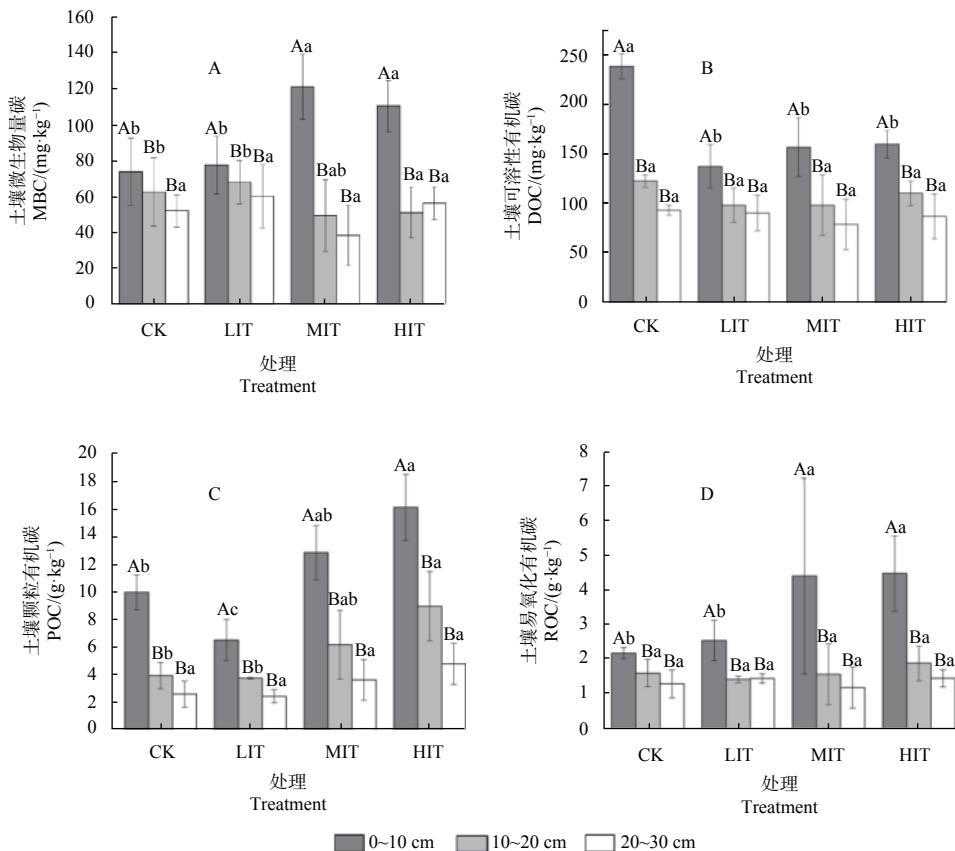 土壤微生物量碳
MBC/(mg·kg⁻¹)
160
140
120
100
80
60
40
20
0
A
Ab
Bb
Ba
Ab
Bb
Ba
Aa
Bab
Ba
Aa
Ba
Ba
CK
LIT
MIT
HIT
处理
Treatment
土壤可溶性有机碳
DOC/(mg·kg⁻¹)
250
200
150
100
50
0
B
Aa
Ba
Ba
Ab
Ba
Ba
Ab
Ba
Ba
Ab
Ba
Ba
CK
LIT
MIT
HIT
处理
Treatment
土壤颗粒有机碳
POC/(g·kg⁻¹)
20
18
16
14
12
10
8
6
4
2
0
C
Ab
Bb
Ba
Ac
Bb
Ba
Aab
Bab
Ba
Aa
Ba
Ba
CK
LIT
MIT
HIT
处理
Treatment
土壤易氧化有机碳
ROC/(g·kg⁻¹)
8
7
6
5
4
3
2
1
0
D
Ab
Ba
Ba
Ab
Ba
Ba
Aa
Ba
Ba
Aa
Ba
Ba
CK
LIT
MIT
HIT
处理
Treatment
0~10 cm
10~20 cm
20~30 cm